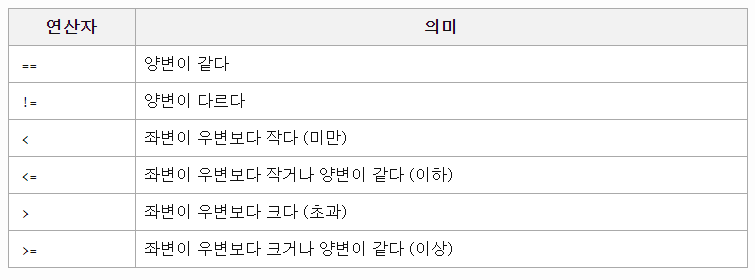 연산자 의미
== 양변이 같다
!= 양변이 다르다
< 좌변이 우변보다 작다 (미만)
<= 좌변이 우변보다 작거나 양변이 같다 (이하)
> 좌변이 우변보다 크다 (초과)
>= 좌변이 우변보다 크거나 양변이 같다 (이상)